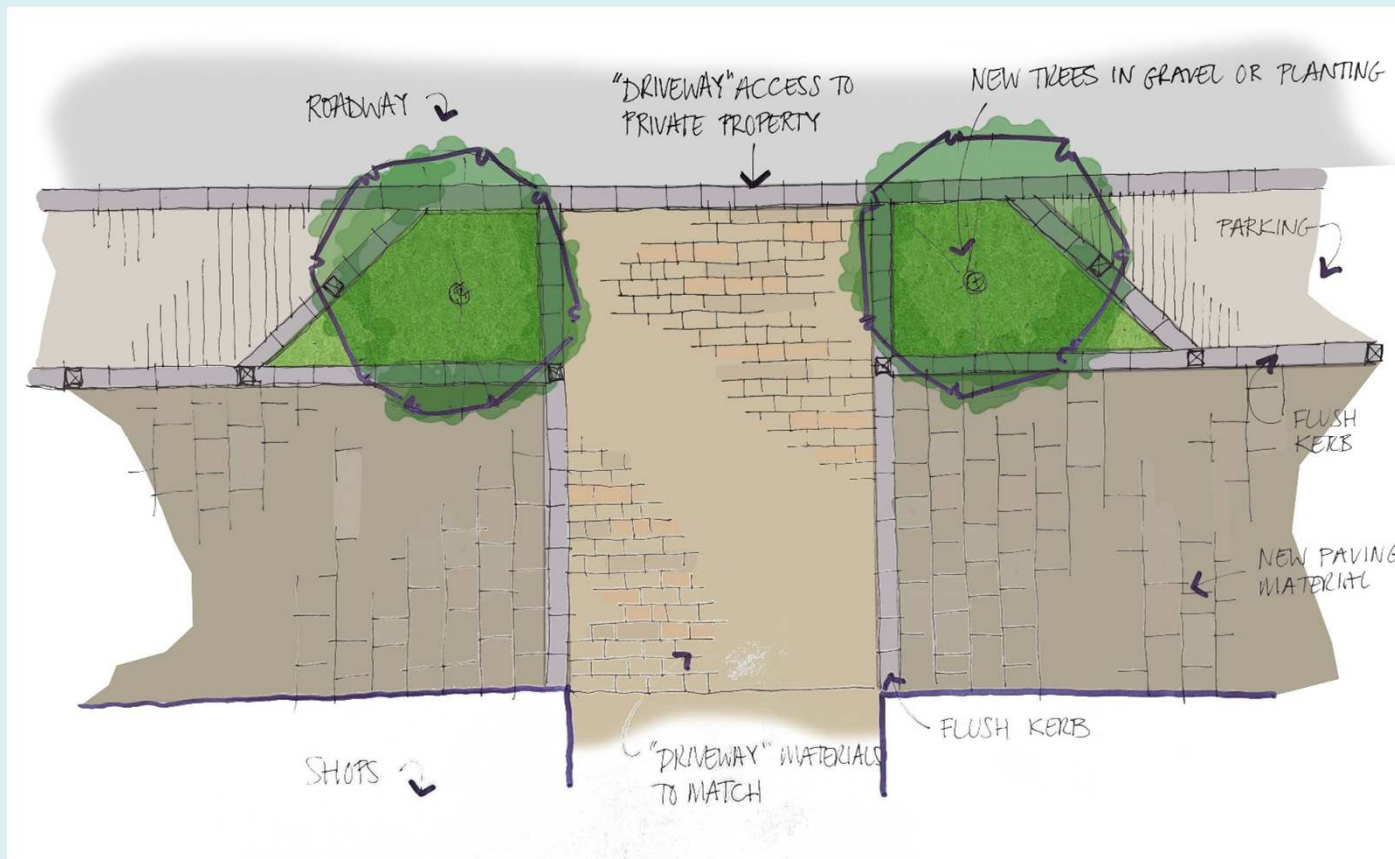 ROADWAY
"DRIVEWAY" ACCESS TO
PRIVATE PROPERTY
NEW TREES IN GRAVEL OR PLANTING
PARKING
FLUSH
KERB
NEW PAVING
MATERIAL
FLUSH KERB
"DRIVEWAY" MATERIALS
TO MATCH
SHOPS